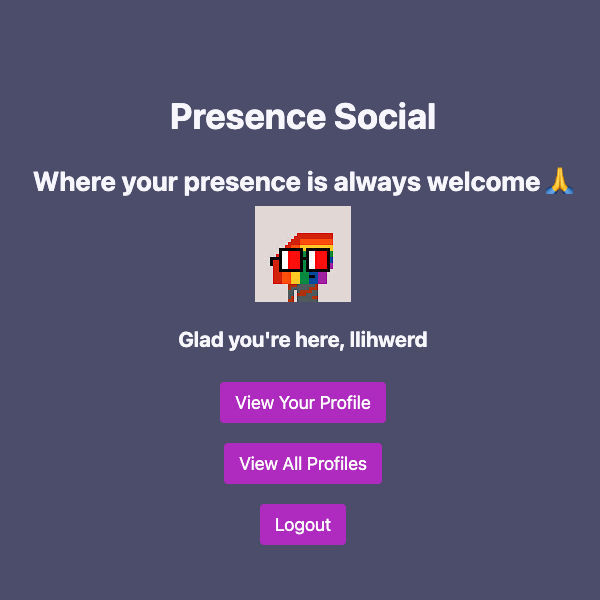 Presence Social
Where your presence is always welcome 🙏
Glad you're here, llihwerd
View Your Profile
View All Profiles
Logout